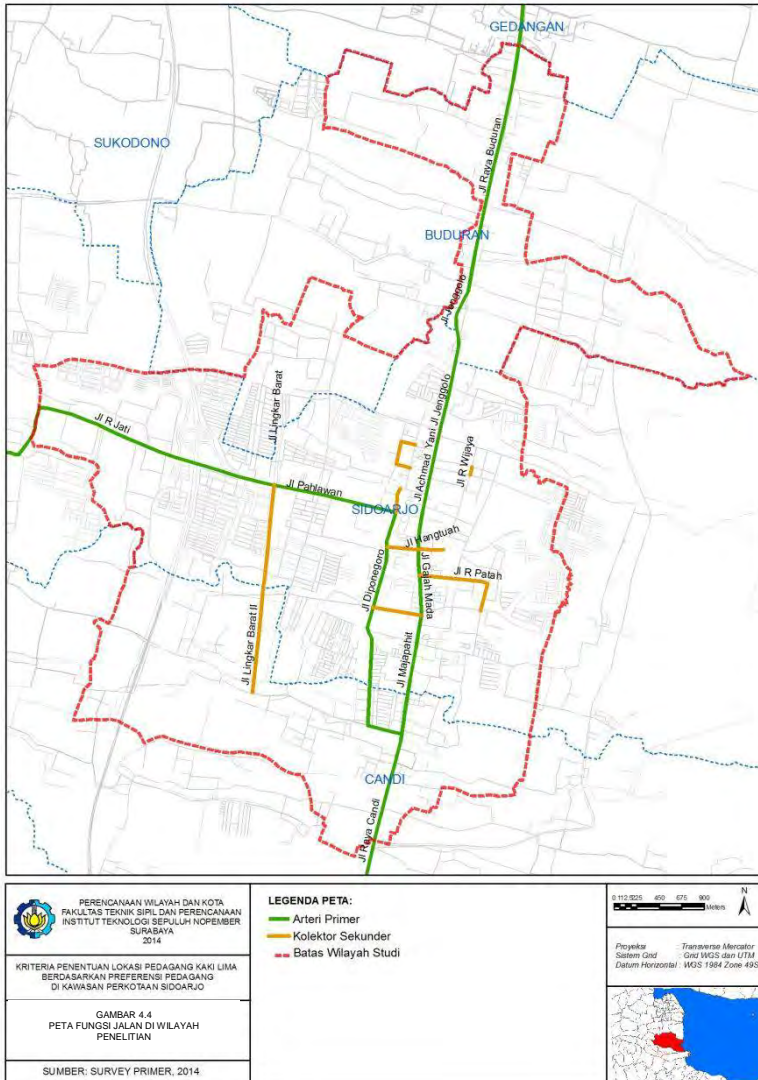 GEDANGAN
SUKODONO
Jl Raya Buduran
BUDURAN
Jl Jenggolo
Jl Lingkar Barat
Jl Jenggolo
Jl R Jati
Jl Achmad Yani
Jl R Wijaya
Jl Pahlawan
SIDOARJO
Jl Hangtuah
Jl R Patah
Jl Diponegoro
Jl Gajah Mada
Jl Lingkar Barat II
Jl Majapahit
CANDI
Jl Raya Candi
PERENCANAAN WILAYAH DAN KOTA
FAKULTAS TEKNIK SIPIL DAN PERENCANAAN
INSTITUT TEKNOLOGI SEPULUH NOPEMBER
SURABAYA
2014
KRITERIA PENENTUAN LOKASI PEDAGANG KAKI LIMA
BERDASARKAN PREFERENSI PEDAGANG
DI KAWASAN PERKOTAAN SIDOARJO
GAMBAR 4.4
PETA FUNGSI JALAN DI WILAYAH
PENELITIAN
SUMBER: SURVEY PRIMER, 2014
LEGENDA PETA:
Arteri Primer
Kolektor Sekunder
Batas Wilayah Studi
450 675 900
Meters
N
Proyeksi : Transverse Mercator
Sistem Grid : Grid WGS dan UTM
Datum Horizontal : WGS 1984 Zone 49S